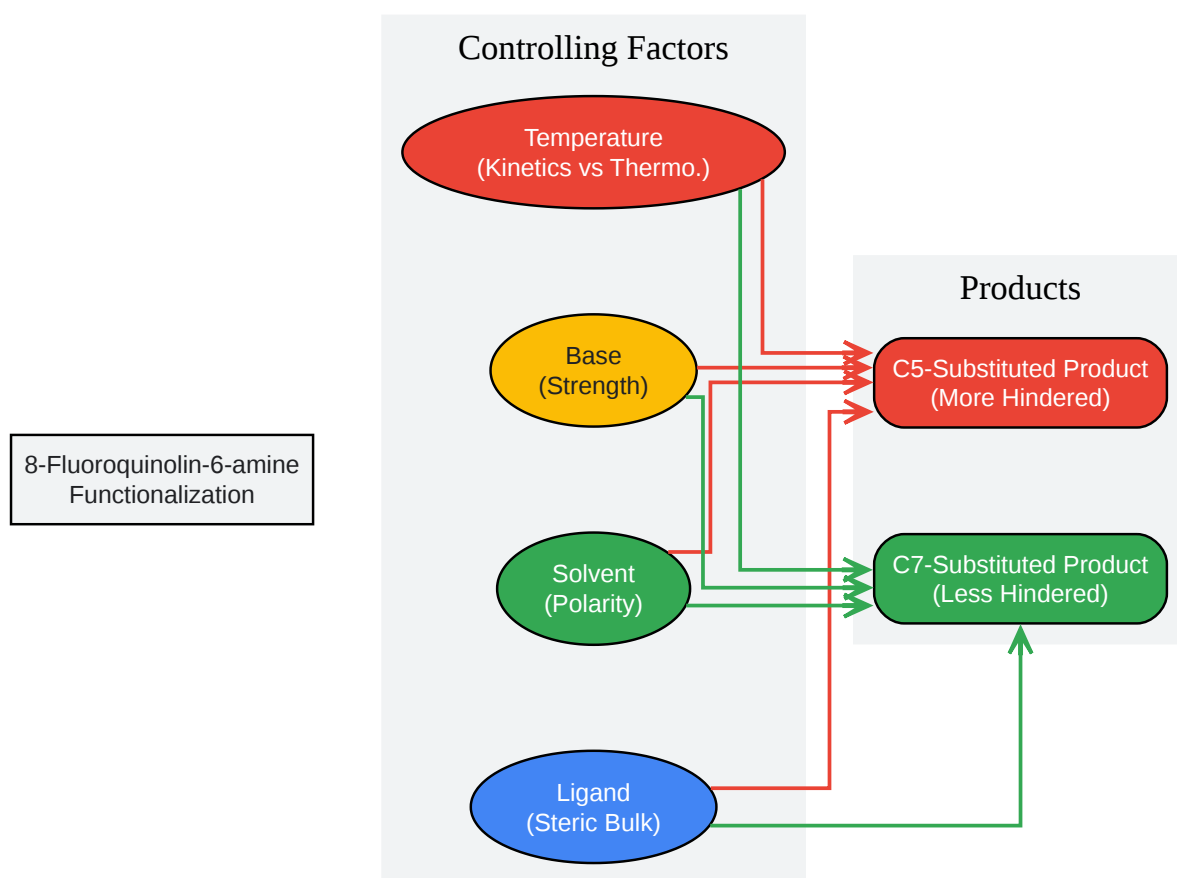 Controlling Factors
Temperature
(Kinetics vs Thermo.)
Products
Base
(Strength)
C5-Substituted Product
(More Hindered)
8-Fluoroquinolin-6-amine
Functionalization
Solvent
(Polarity)
C7-Substituted Product
(Less Hindered)
Ligand
(Steric Bulk)